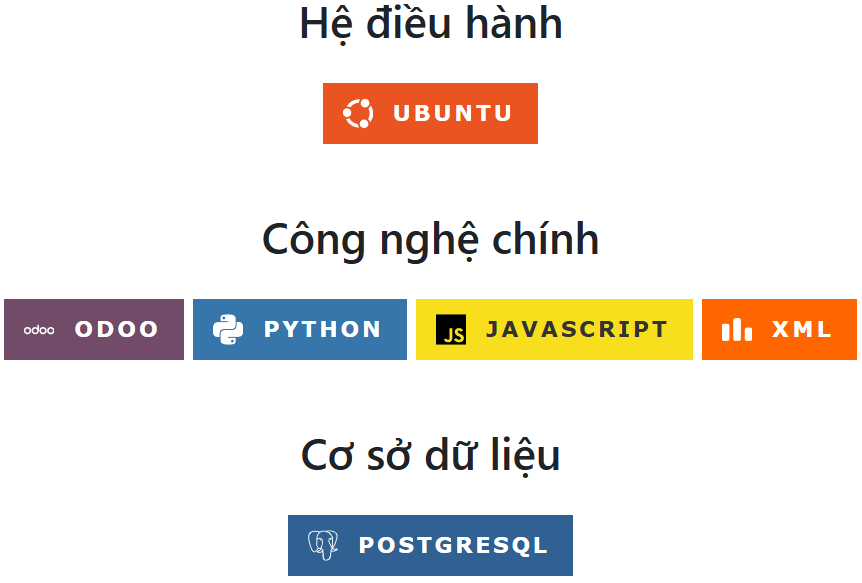 Hệ điều hành
UBUNTU
Công nghệ chính
odoo ODOO PYTHON JS JAVASCRIPT XML
Cơ sở dữ liệu
POSTGRESQL